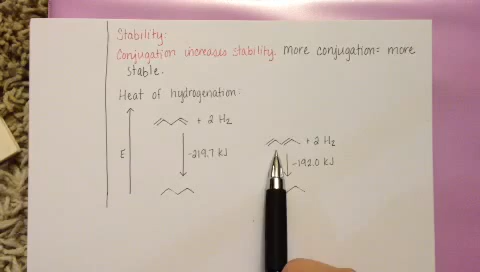 Stability:
Conjugation increases stability. more conjugation= more
stable.
Heat of hydrogenation:
+ 2 H₂
+ 2 H₂
E
-219.7 kJ
-192.0 kJ